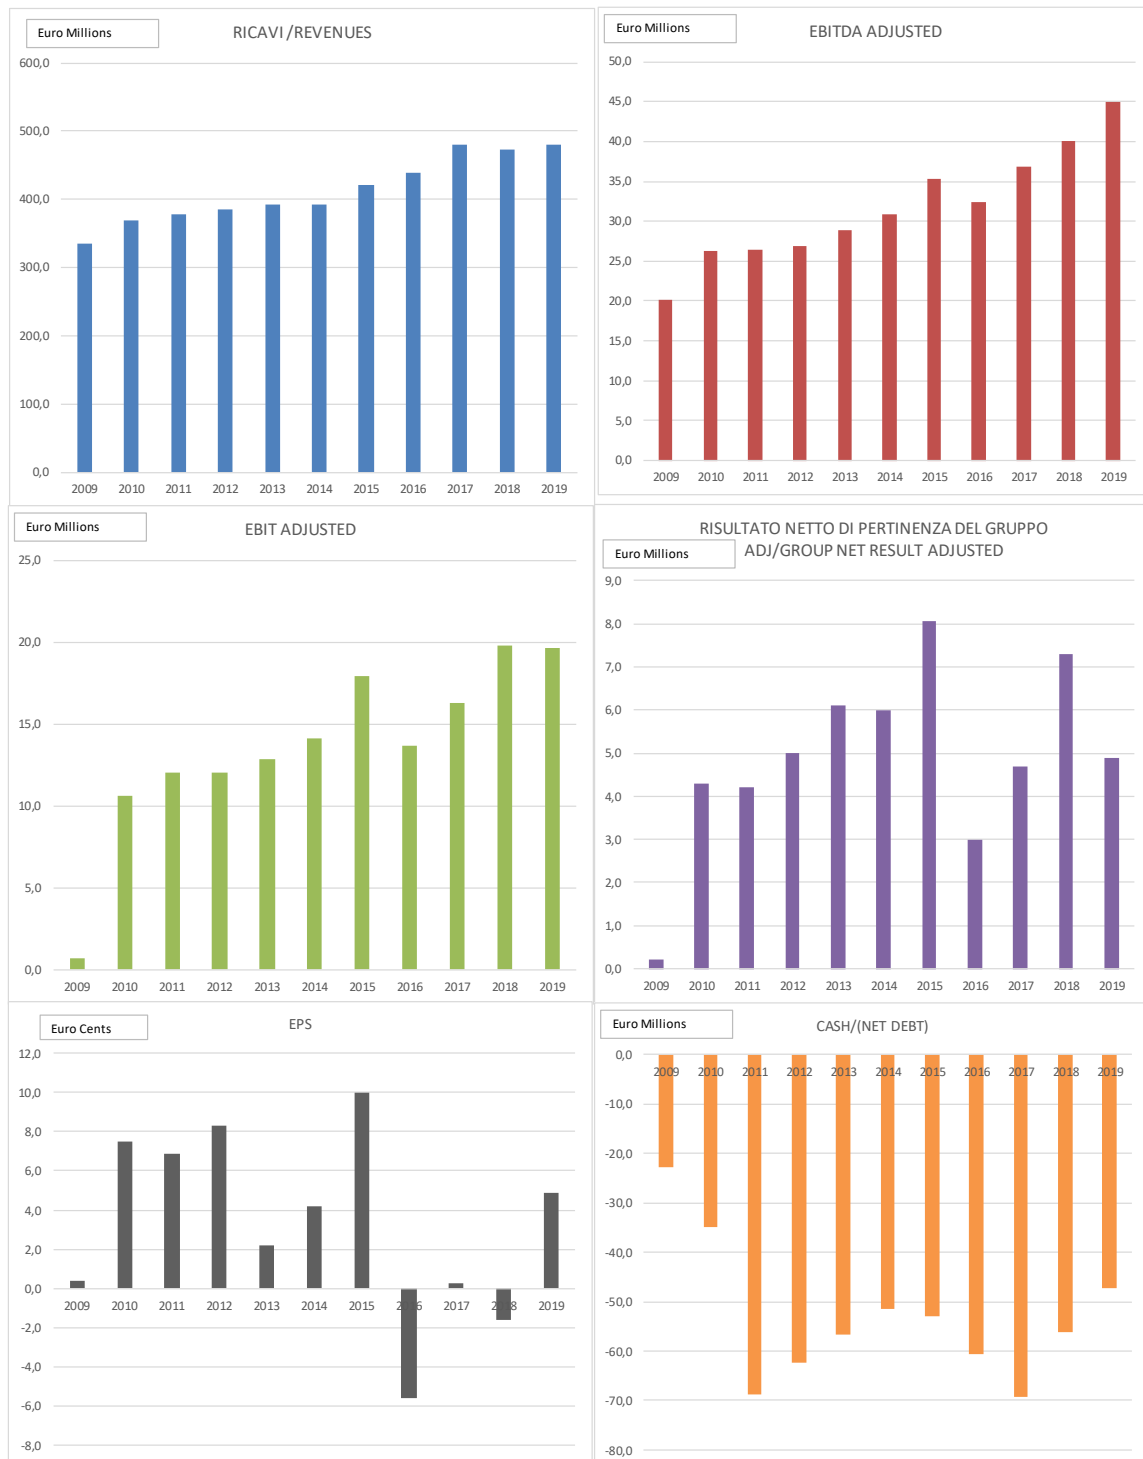 Euro Millions
RICAVI /REVENUES
600,0
500,0
400,0
300,0
200,0
100,0
0,0
2009 2010 2011 2012 2013 2014 2015 2016 2017 2018 2019
Euro Millions
EBITDA ADJUSTED
50,0
45,0
40,0
35,0
30,0
25,0
20,0
15,0
10,0
5,0
0,0
2009 2010 2011 2012 2013 2014 2015 2016 2017 2018 2019
Euro Millions
EBIT ADJUSTED
25,0
20,0
15,0
10,0
5,0
0,0
2009 2010 2011 2012 2013 2014 2015 2016 2017 2018 2019
RISULTATO NETTO DI PERTINENZA DEL GRUPPO
ADJ/GROUP NET RESULT ADJUSTED
Euro Millions
9,0
8,0
7,0
6,0
5,0
4,0
3,0
2,0
1,0
0,0
2009 2010 2011 2012 2013 2014 2015 2016 2017 2018 2019
Euro Cents
EPS
12,0
10,0
8,0
6,0
4,0
2,0
0,0
2009 2010 2011 2012 2013 2014 2015 2016 2017 2018 2019
-2,0
-4,0
-6,0
-8,0
Euro Millions
CASH/(NET DEBT)
0,0
2009 2010 2011 2012 2013 2014 2015 2016 2017 2018 2019
-10,0
-20,0
-30,0
-40,0
-50,0
-60,0
-70,0
-80,0